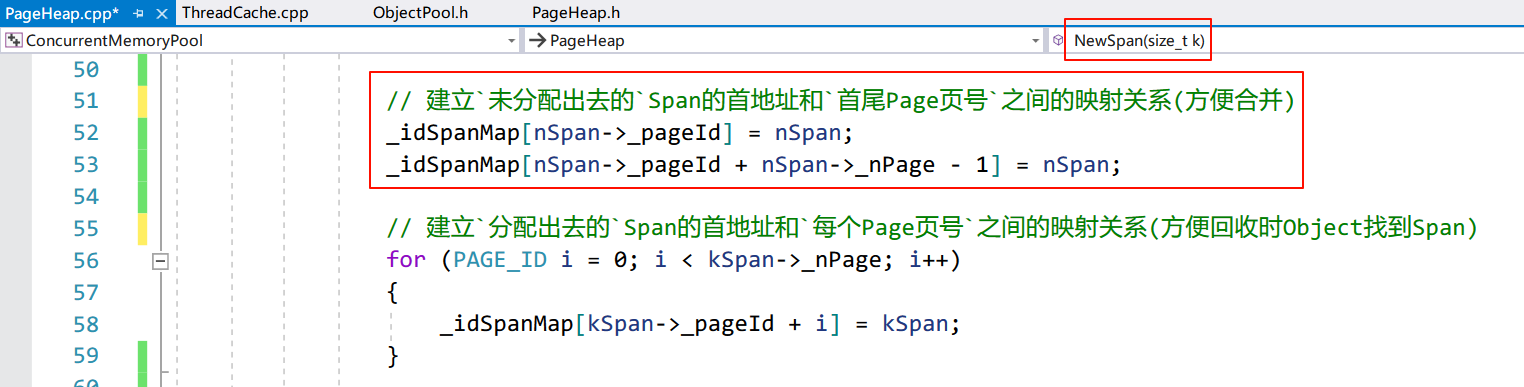 PageHeap.cpp* ThreadCache.cpp ObjectPool.h PageHeap.h
ConcurrentMemoryPool PageHeap NewSpan(size_t k)
50
51 // 建立`未分配出去的`Span的首地址和`首尾Page页号`之间的映射关系(方便合并)
52 _idSpanMap[nSpan->_pageId] = nSpan;
53 _idSpanMap[nSpan->_pageId + nSpan->_nPage - 1] = nSpan;
54
55 // 建立`分配出去的`Span的首地址和`每个Page页号`之间的映射关系(方便回收时Object找到Span)
56 for (PAGE_ID i = 0; i < kSpan->_nPage; i++)
57 {
58 _idSpanMap[kSpan->_pageId + i] = kSpan;
59 }
60